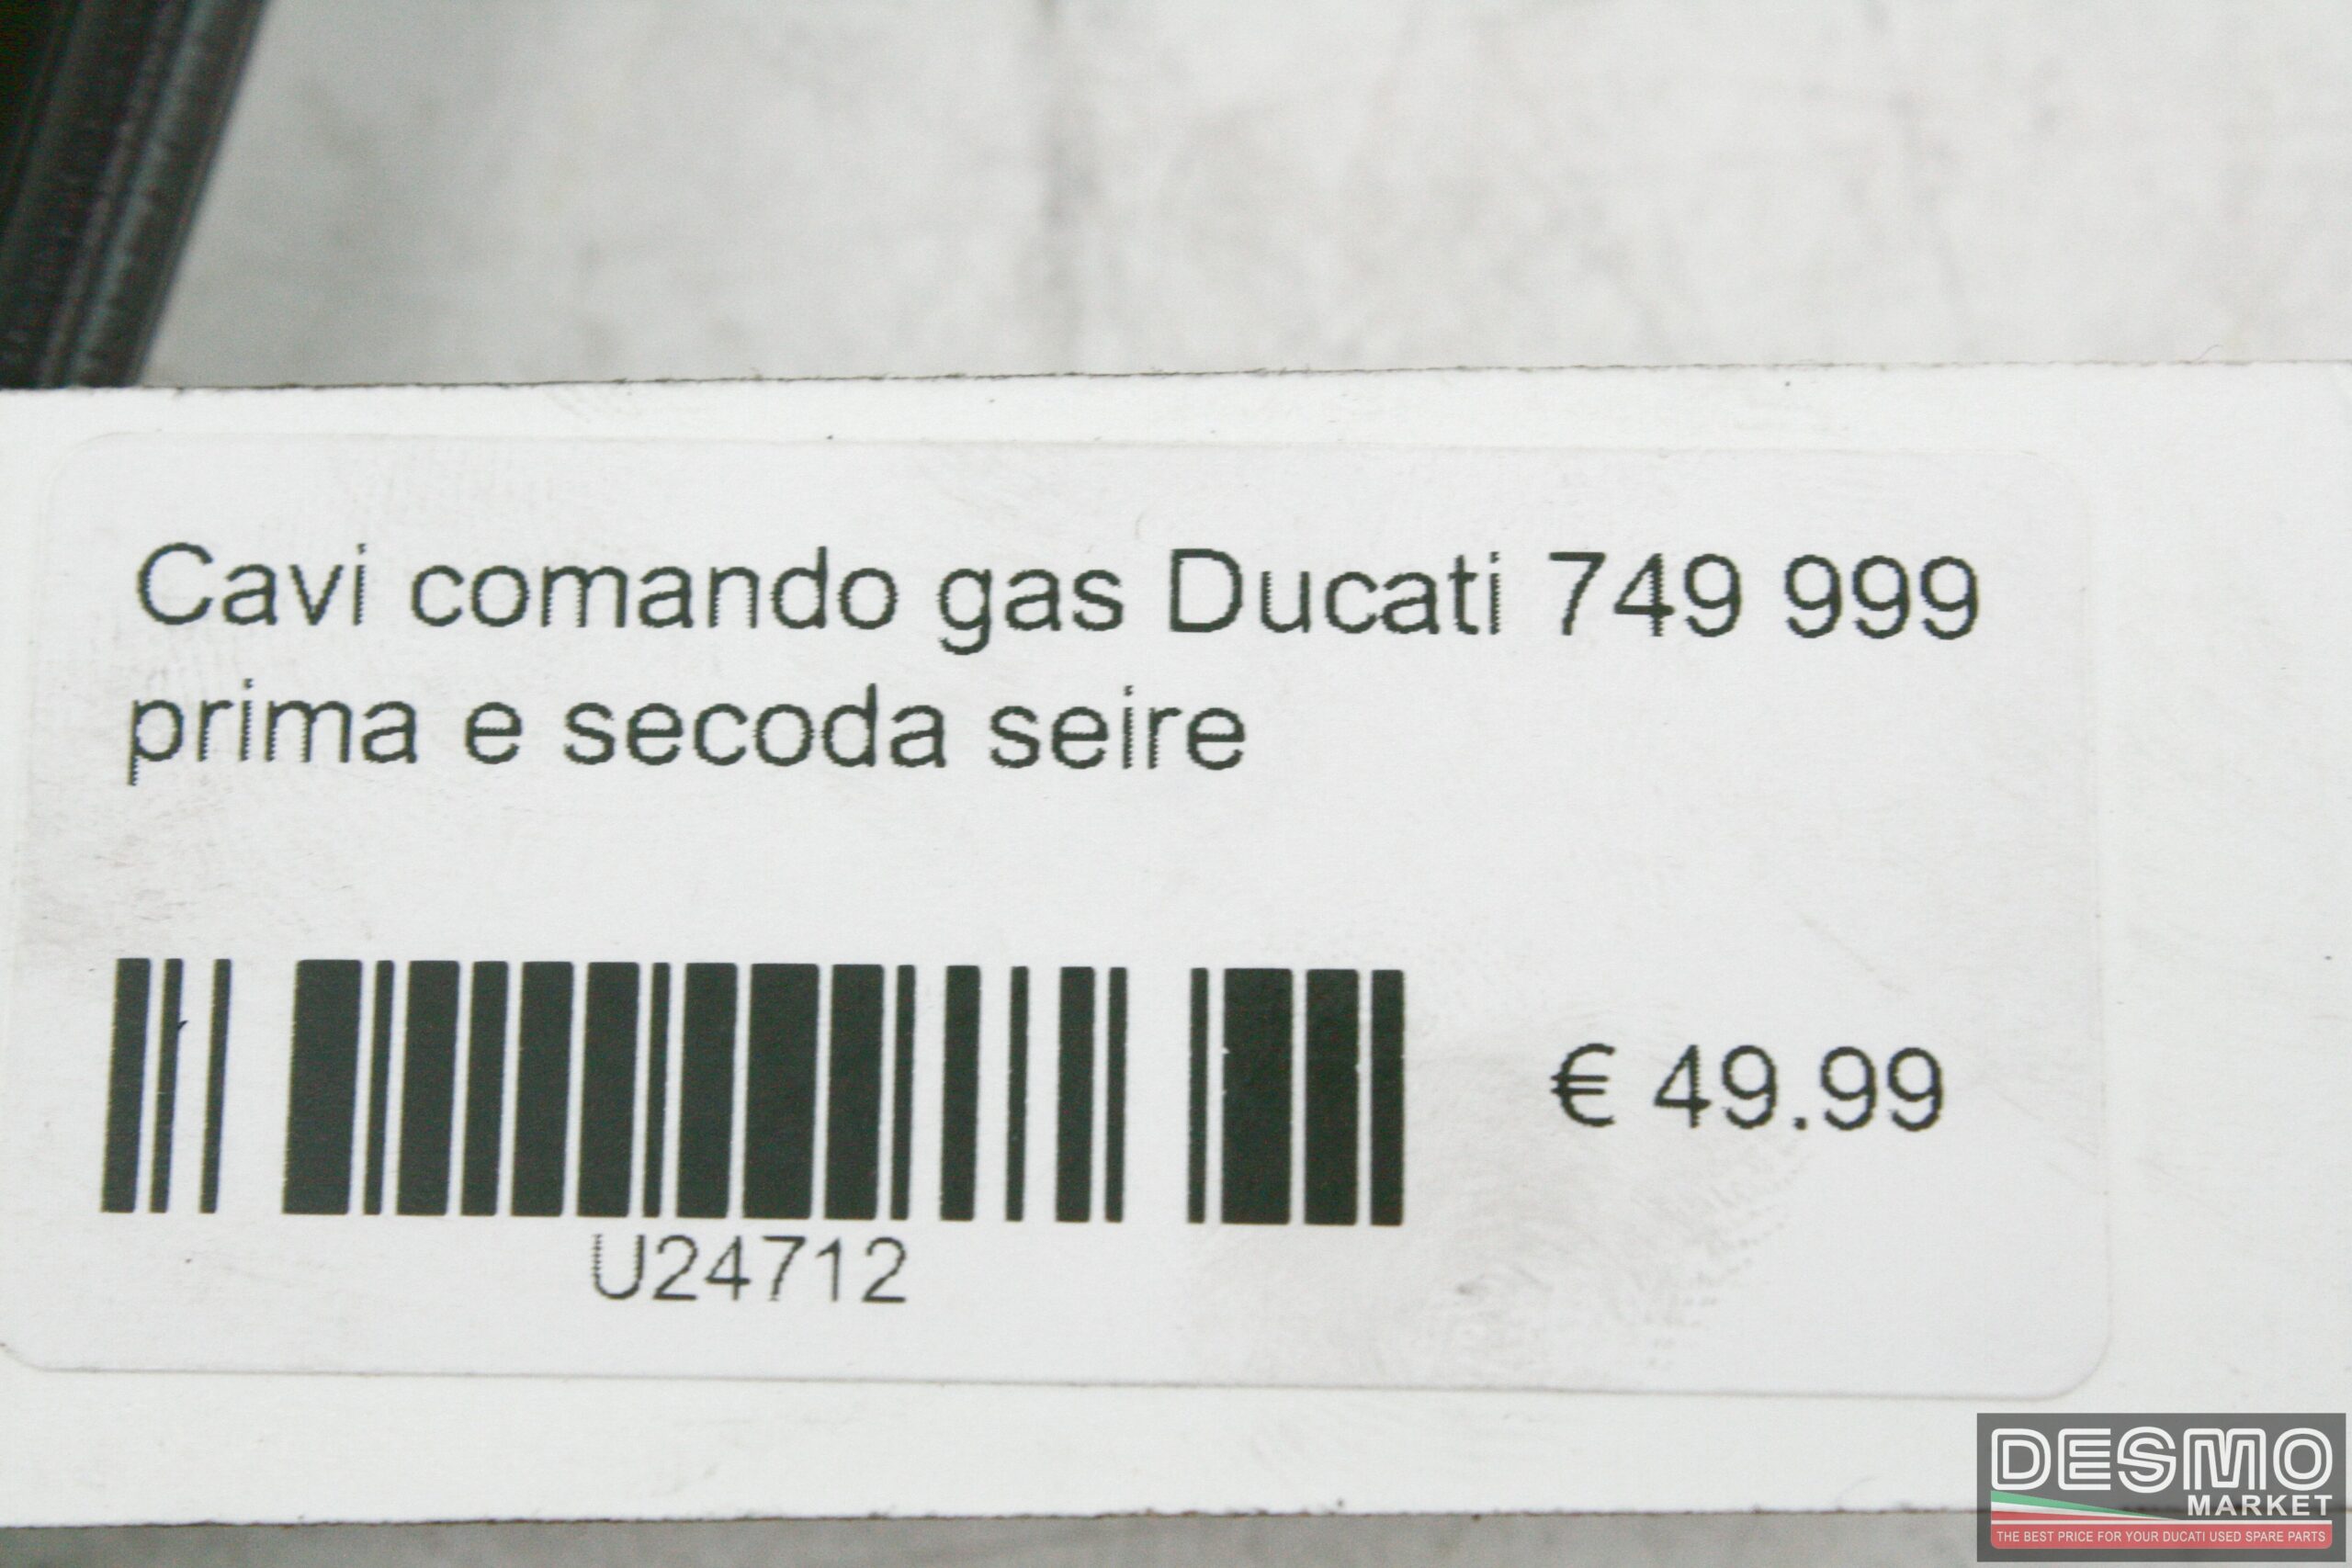 Cavi comando gas Ducati 749 999
prima e secoda seire
€ 49.99
U24712
DESMO
MARKET
THE BEST PRICE FOR YOUR DUCATI USED SPARE PARTS